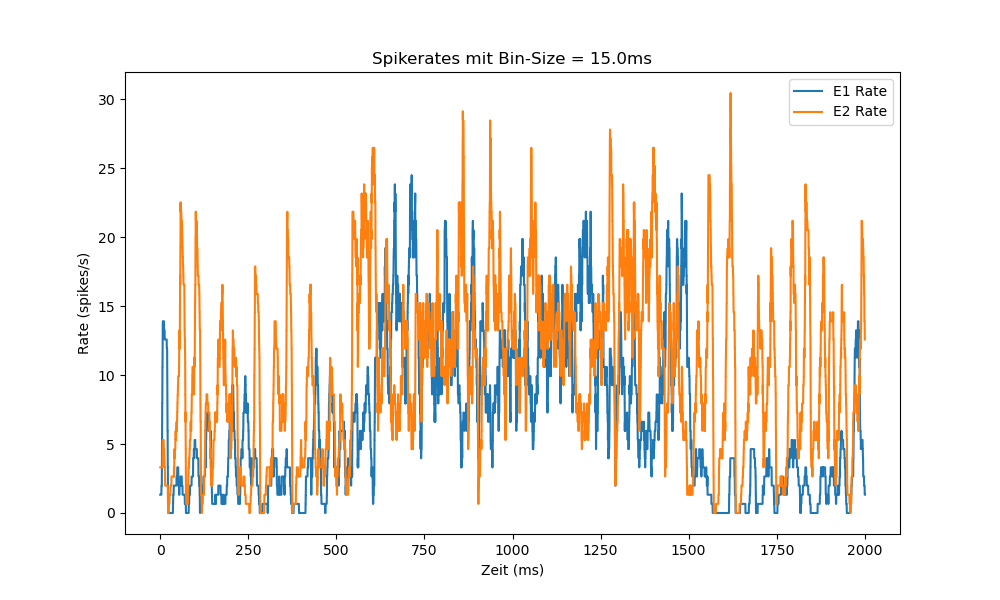 Spikerates mit Bin-Size = 15.0ms
E1 Rate
E2 Rate
30
25
20
15
10
5
0
Rate (spikes/s)
0 250 500 750 1000 1250 1500 1750 2000
Zeit (ms)